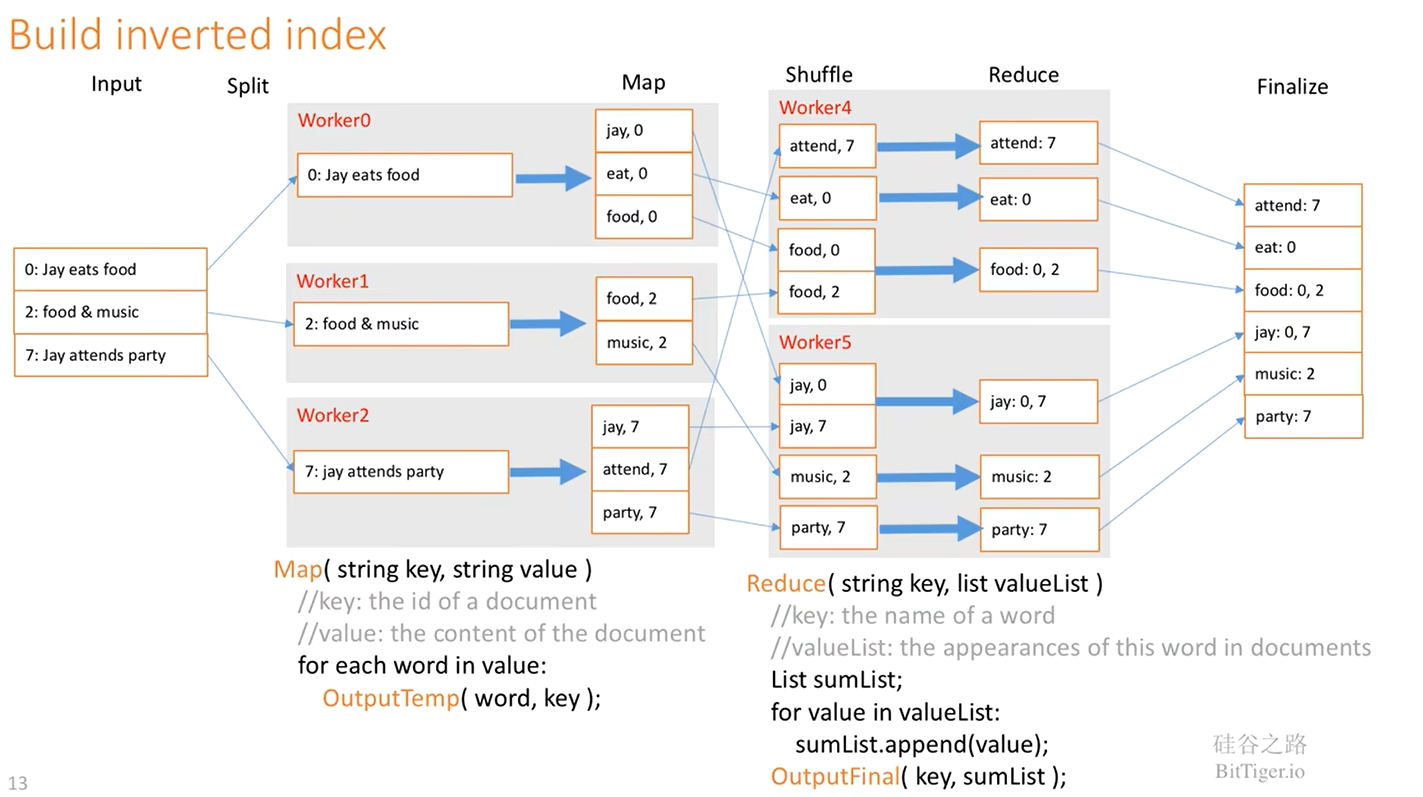 Build inverted index
Input
Split
Map
Shuffle
Reduce
Finalize
0: Jay eats food
2: food & music
7: Jay attends party
Worker0
0: Jay eats food
jay, 0
eat, 0
food, 0
Worker1
2: food & music
food, 2
music, 2
Worker2
7: jay attends party
jay, 7
attend, 7
party, 7
Worker4
attend, 7
eat, 0
food, 0
food, 2
attend: 7
eat: 0
food: 0, 2
Worker5
jay, 0
jay, 7
music, 2
party, 7
jay: 0, 7
music: 2
party: 7
attend: 7
eat: 0
food: 0, 2
jay: 0, 7
music: 2
party: 7
Map( string key, string value )
//key: the id of a document
//value: the content of the document
for each word in value:
OutputTemp( word, key );
Reduce( string key, list valueList )
//key: the name of a word
//valueList: the appearances of this word in documents
List sumList;
for value in valueList:
sumList.append(value);
OutputFinal( key, sumList );
硅谷之路
BitTiger.io
13